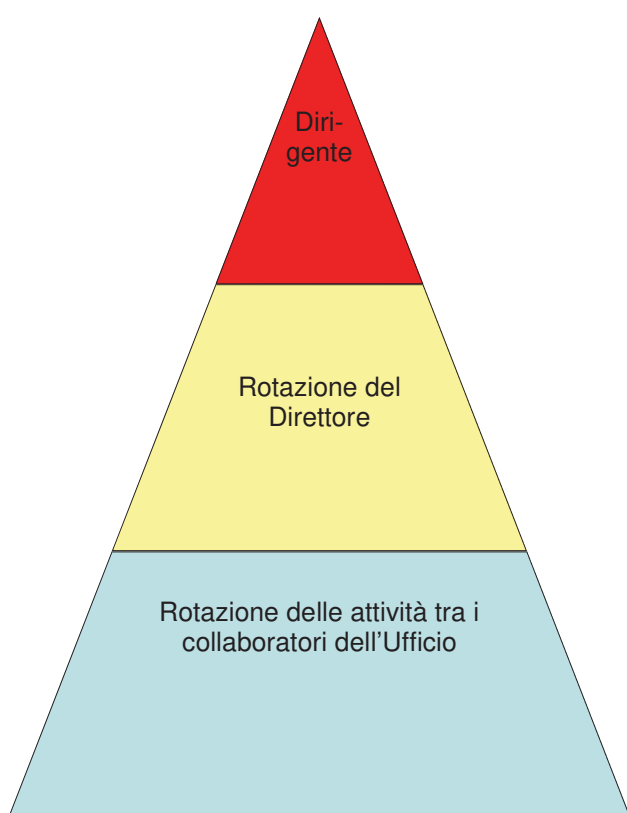 Diri-
gente
Rotazione del
Direttore
Rotazione delle attività tra i
collaboratori dell'Ufficio